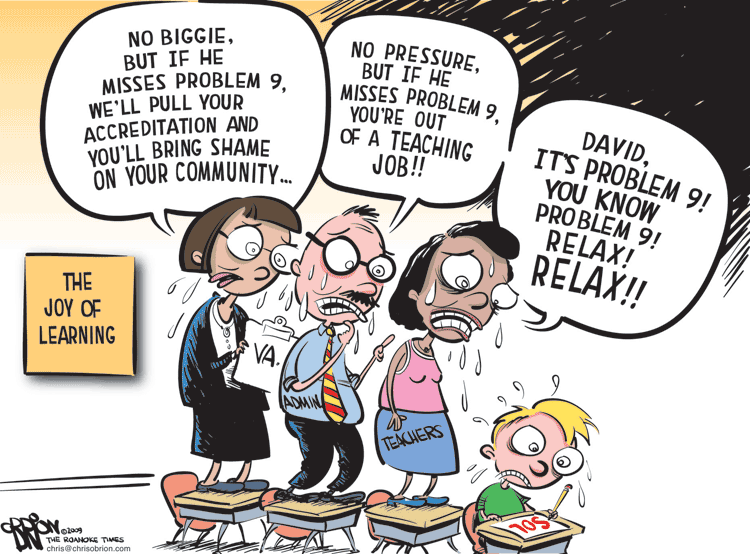 NO BIGGIE,
BUT IF HE
MISSES PROBLEM 9,
WE'LL PULL YOUR
ACCREDITATION AND
YOU'LL BRING SHAME
ON YOUR COMMUNITY...
NO PRESSURE,
BUT IF HE
MISSES PROBLEM 9,
YOU'RE OUT
OF A TEACHING
JOB!!
DAVID,
IT'S PROBLEM 9!
YOU KNOW
PROBLEM 9!
RELAX!
RELAX!!
THE
JOY OF
LEARNING
VA.
ADMIN
TEACHERS
SOL
O'BRION
©2009
THE ROANOKE TIMES
chris@chrisobrion.com